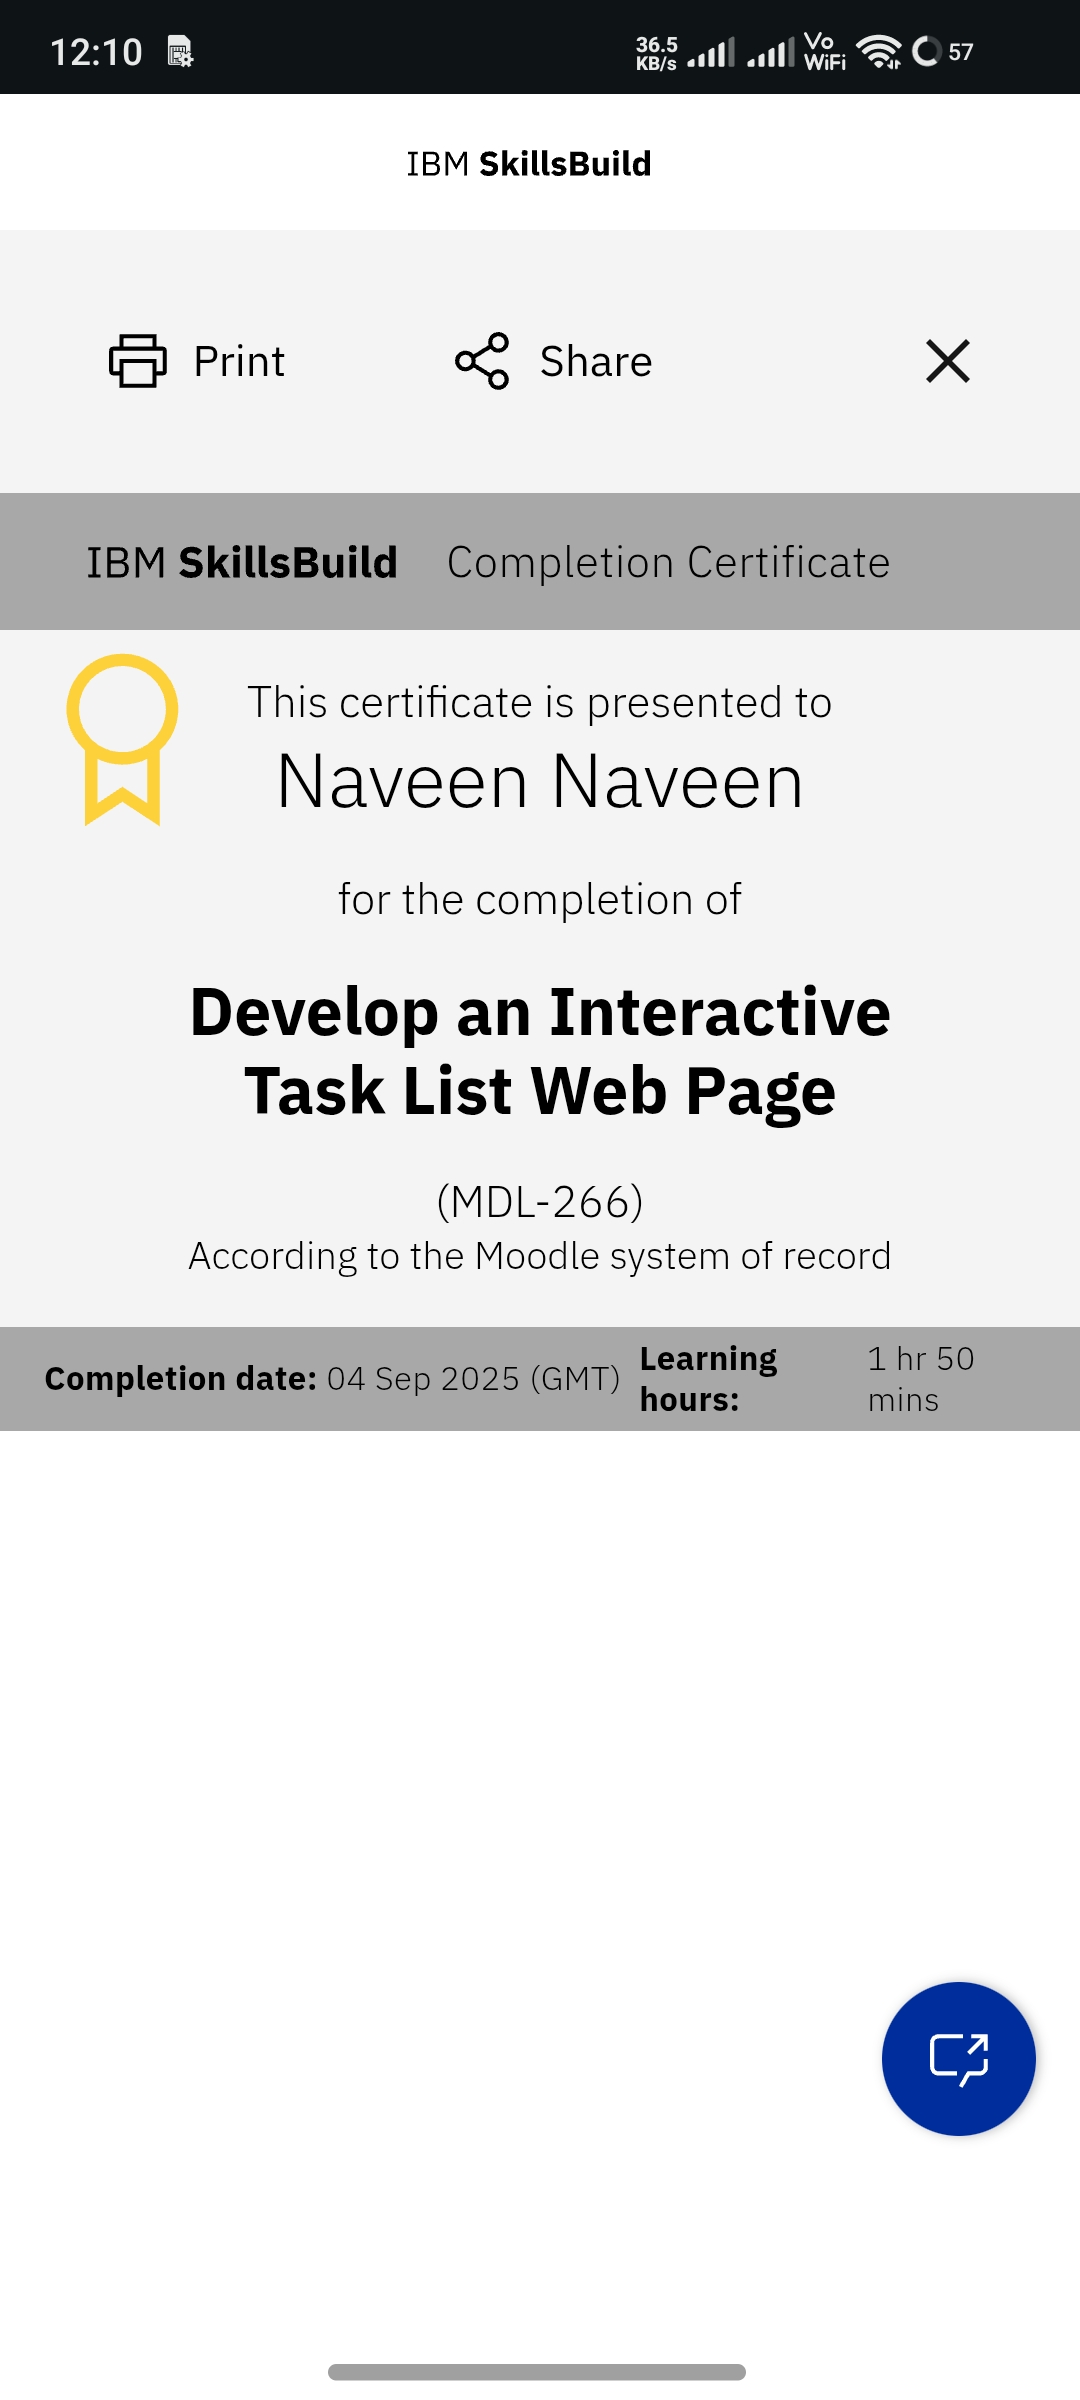 12:10
36.5 KB/s
Vo WiFi
57
IBM SkillsBuild
Print
Share
IBM SkillsBuild Completion Certificate
This certificate is presented to
Naveen Naveen
for the completion of
Develop an Interactive
Task List Web Page
(MDL-266)
According to the Moodle system of record
Completion date: 04 Sep 2025 (GMT)
Learning
hours:
1 hr 50
mins